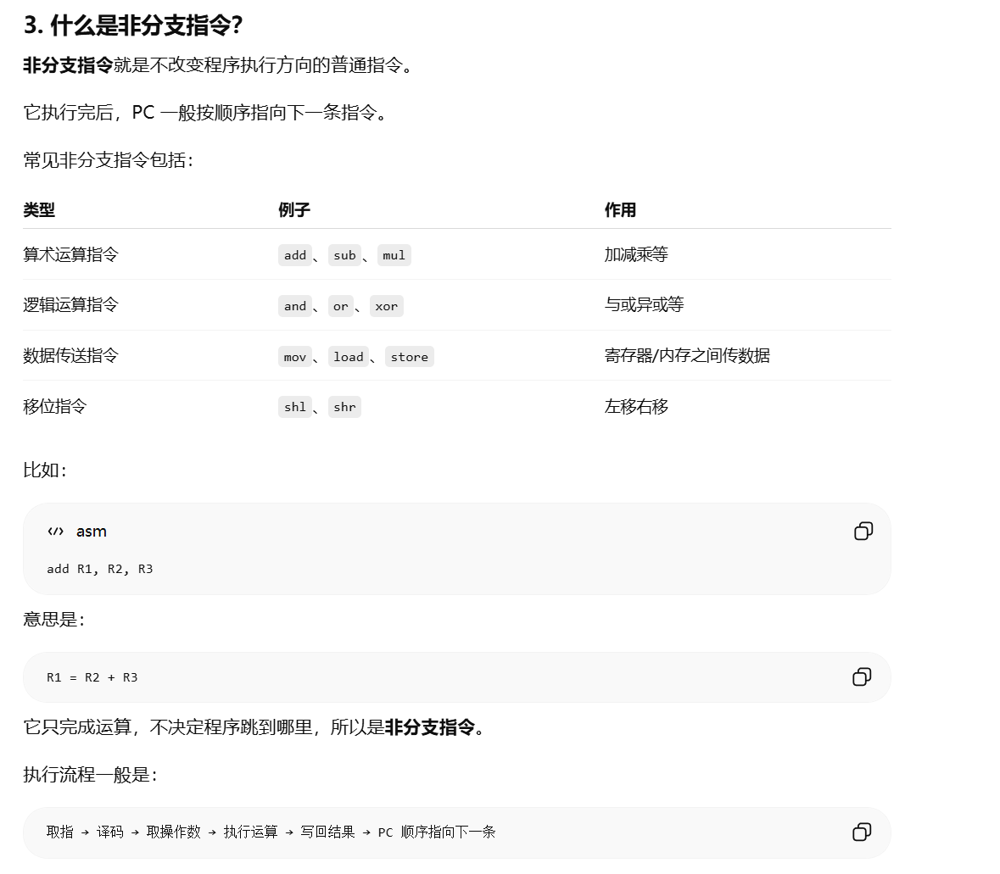 3. 什么是非分支指令？
非分支指令就是不改变程序执行方向的普通指令。
它执行完后，PC 一般按顺序指向下一条指令。
常见非分支指令包括：
类型 例子 作用
算术运算指令 add、sub、mul 加减乘等
逻辑运算指令 and、or、xor 与或异或等
数据传送指令 mov、load、store 寄存器/内存之间传数据
移位指令 shl、shr 左移右移
比如：
asm
add R1, R2, R3
意思是：
R1 = R2 + R3
它只完成运算，不决定程序跳到哪里，所以是非分支指令。
执行流程一般是：
取指 → 译码 → 取操作数 → 执行运算 → 写回结果 → PC 顺序指向下一条